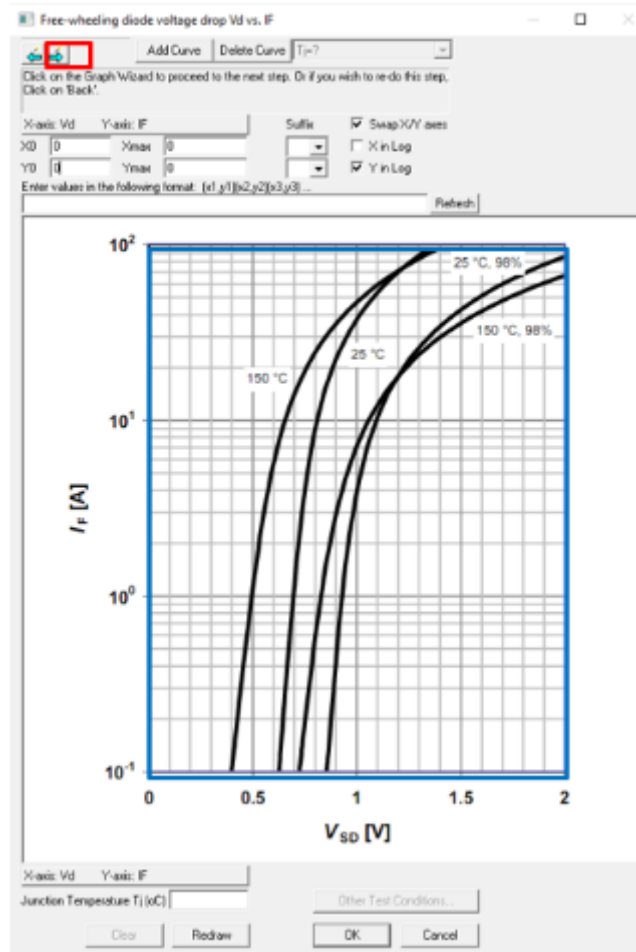 Free-wheeling diode voltage drop Vd vs. IF
Add Curve Delete Curve Tj=?
Click on the Graph Wizard to proceed to the next step. Or if you wish to re-do this step,
Click on 'Back'.
X-axis: Vd Y-axis: IF Suffix Swap X/Y axes
X0 0 Xmax 0 X in Log
Y0 0 Ymax 0 Y in Log
Enter values in the following format: (x1,y1)(x2,y2)(x3,y3) ...
Refresh
10² 
25 °C, 98%
150 °C, 98%
25 °C
150 °C
10¹
I_F [A]
10⁰
10⁻¹
0 0.5 1 1.5 2
V_SD [V]
X-axis: Vd Y-axis: IF
Junction Temperature Tj (oC) Other Test Conditions...
Clear Redraw OK Cancel